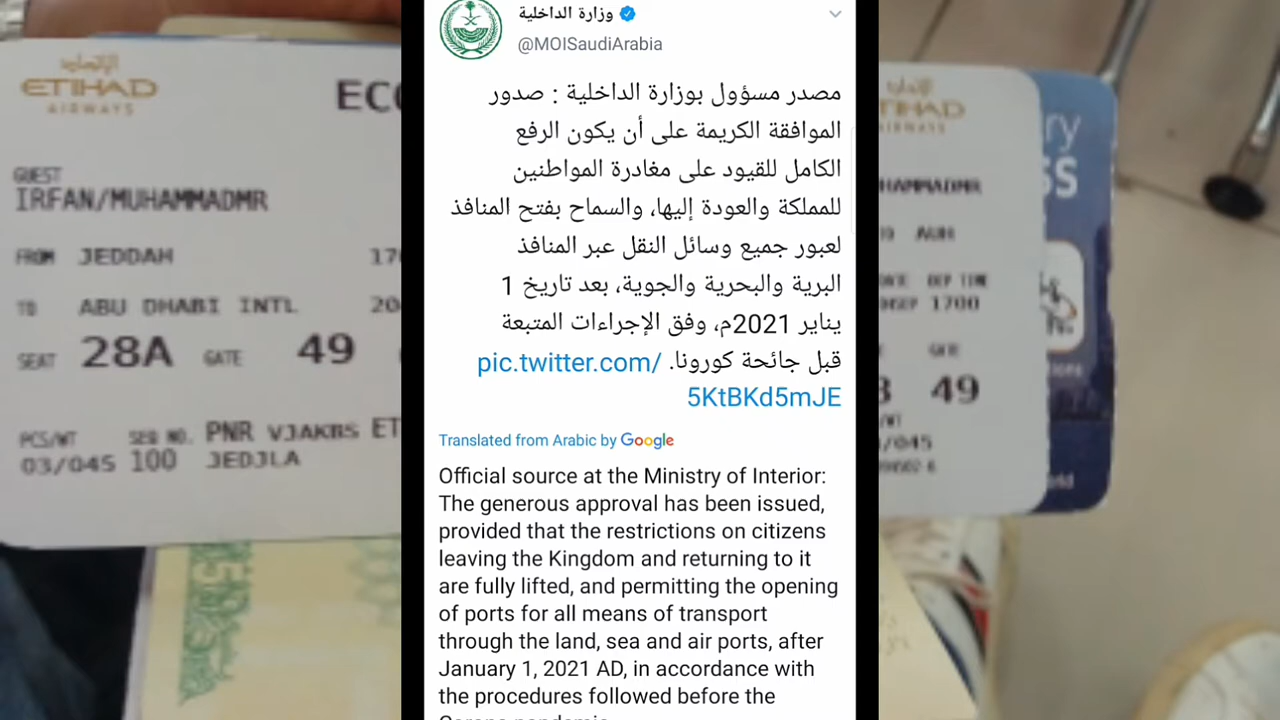 الإتحاد
ETIHAD
AIRWAYS
GUEST
IRFAN/MUHAMMADMR
FROM JEDDAH
TO ABU DHABI INTL
SEAT 28A GATE 49
PCS/WT SEQ NO. PNR VJAKBS
03/045 100 JEDJLA
وزارة الداخلية
@MOISaudiArabia
مصدر مسؤول بوزارة الداخلية : صدور
الموافقة الكريمة على أن يكون الرفع
الكامل للقيود على مغادرة المواطنين
للمملكة والعودة إليها، والسماح بفتح المنافذ
لعبور جميع وسائل النقل عبر المنافذ
البرية والبحرية والجوية، بعد تاريخ 1
يناير 2021م، وفق الإجراءات المتبعة
قبل جائحة كورونا. pic.twitter.com/
5KtBKd5mJE
Translated from Arabic by Google
Official source at the Ministry of Interior:
The generous approval has been issued,
provided that the restrictions on citizens
leaving the Kingdom and returning to it
are fully lifted, and permitting the opening
of ports for all means of transport
through the land, sea and air ports, after
January 1, 2021 AD, in accordance with
the procedures followed before the
AIRWAYS
AUH
DEP TIME
1700
49